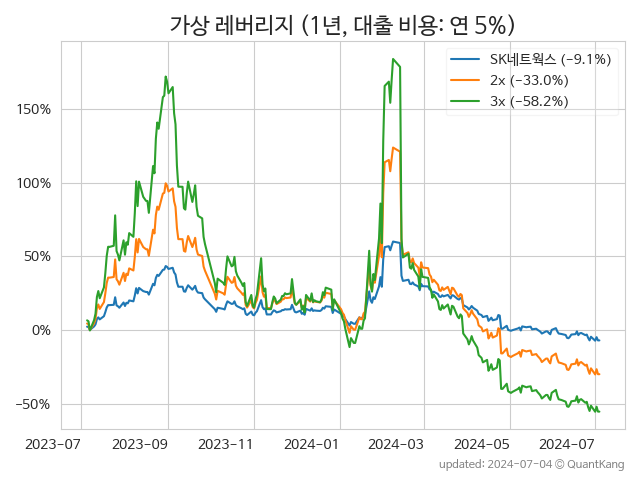 가상 레버리지 (1년, 대출 비용: 연 5%)
SK네트웍스 (−9.1%)
2x (−33.0%)
3x (−58.2%)
150%
100%
50%
0%
−50%
2023-07 2023-09 2023-11 2024-01 2024-03 2024-05 2024-07
updated: 2024-07-04 © QuantKang